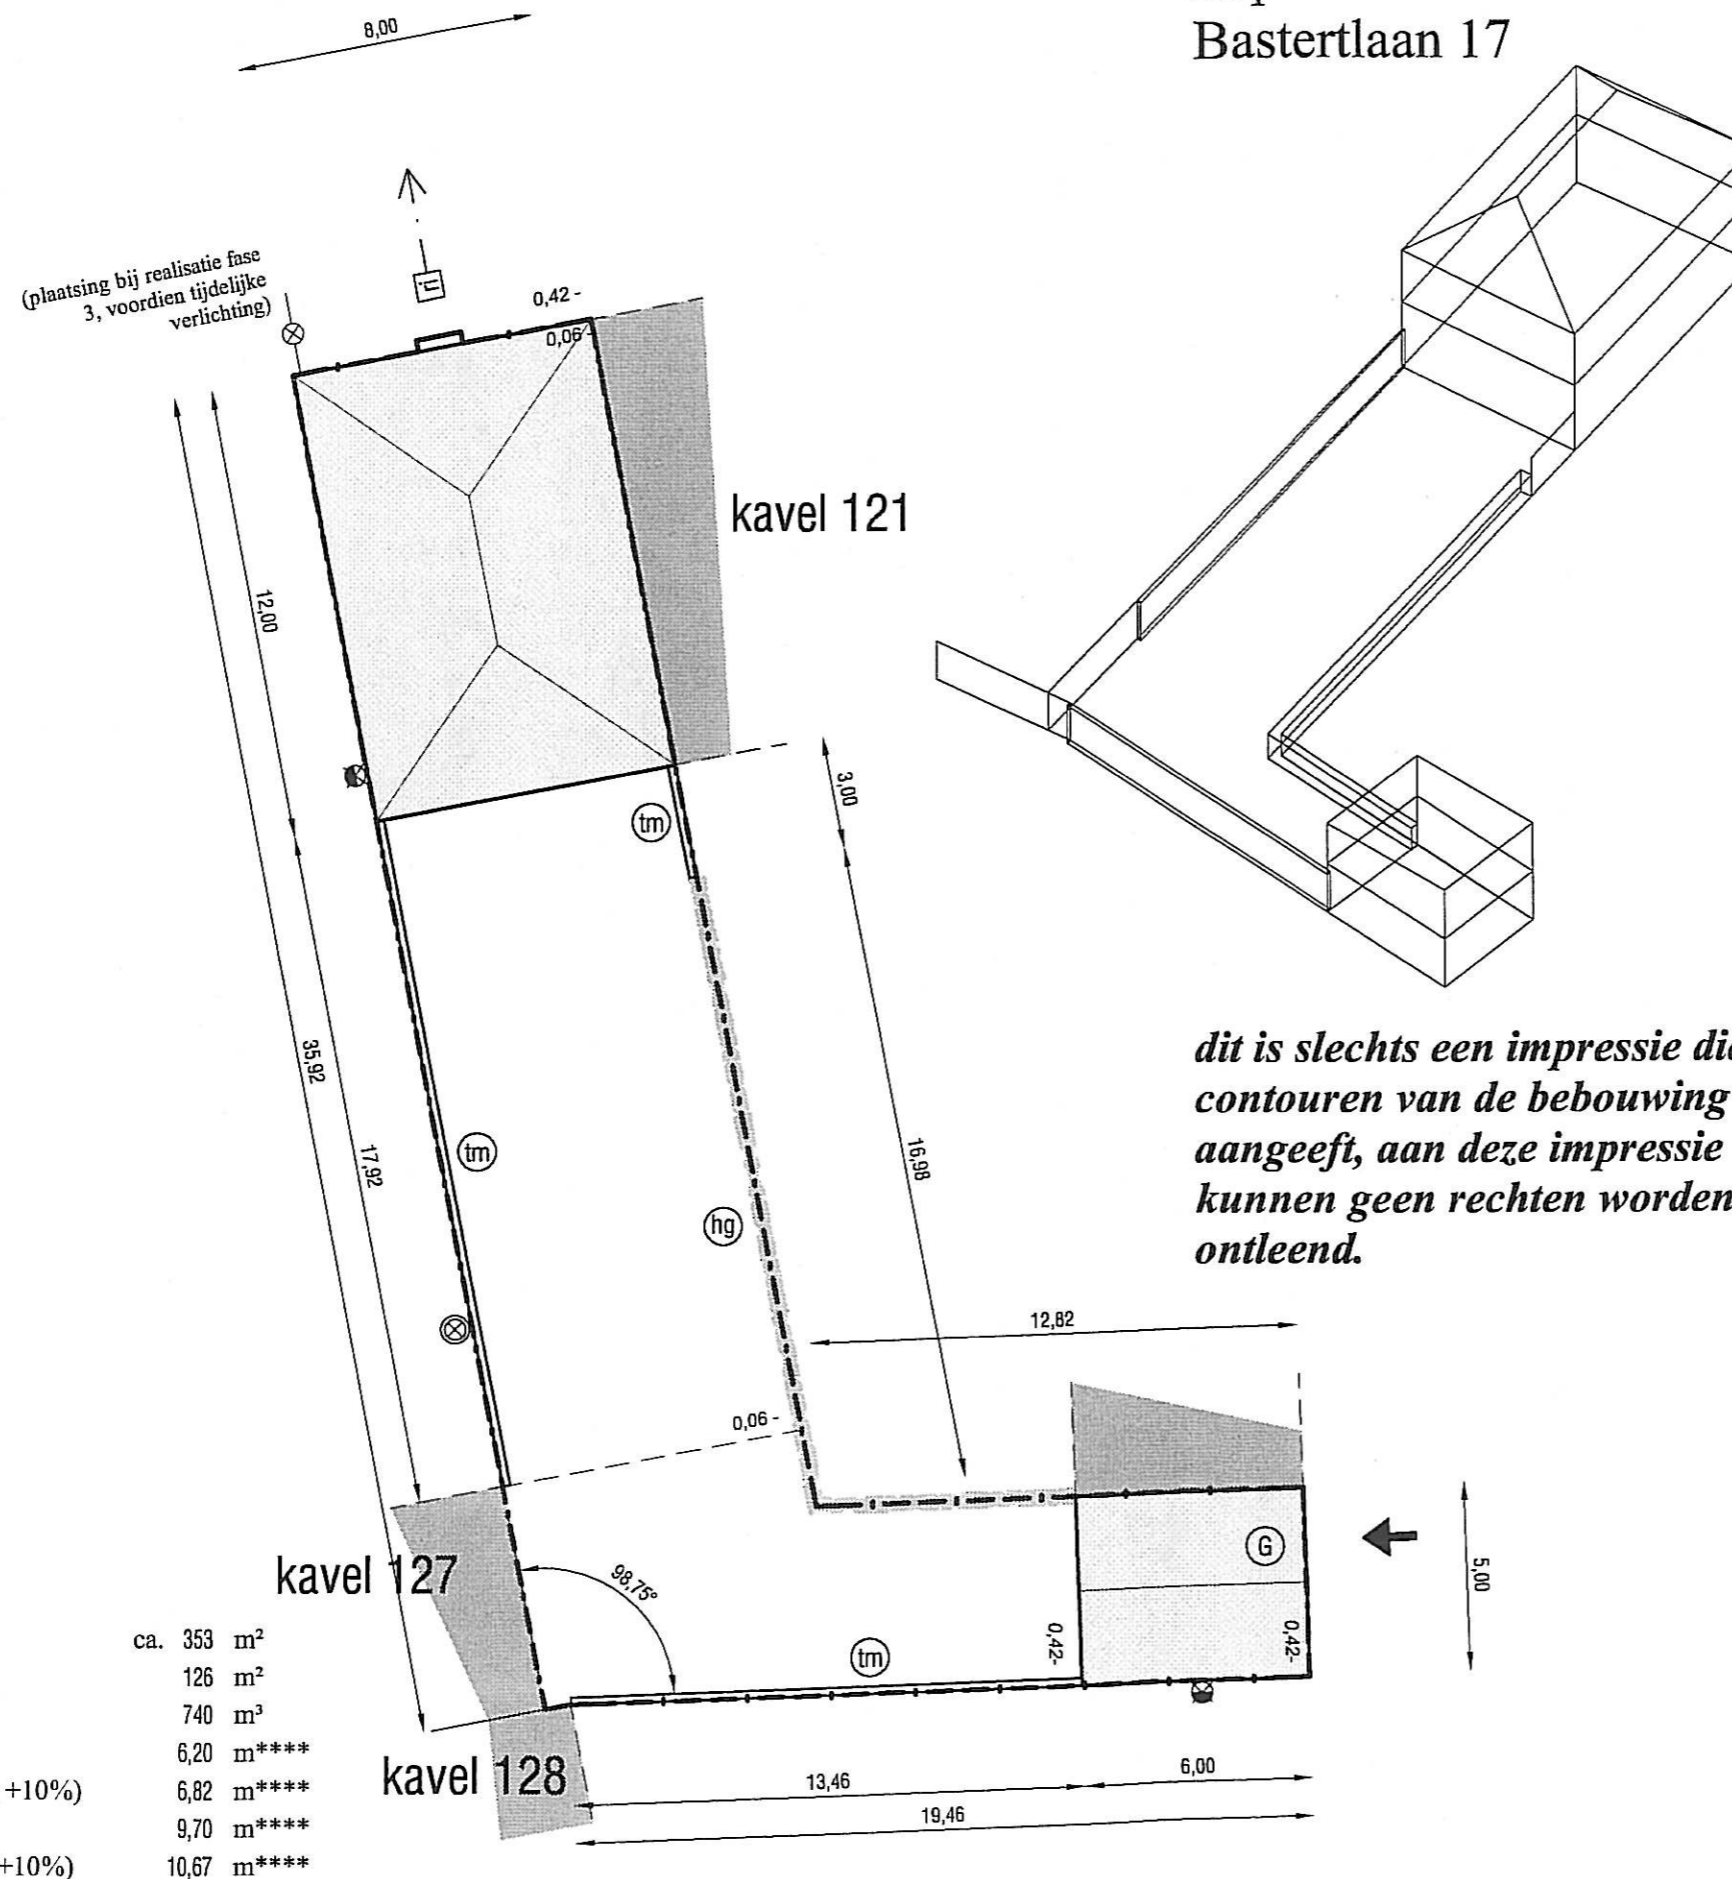 Bastertlaan 17
8,00
(plaatsing bij realisatie fase
3, voordien tijdelijke
verlichting)
0,42 -
0,06 -
kavel 121
12,00
3,00
tm
35,92
17,92
tm
16,98
hg
dit is slechts een impressie die
contouren van de bebouwing
aangeeft, aan deze impressie
kunnen geen rechten worden
ontleend.
12,82
0,06 -
kavel 127
98,75°
G
5,00
0,42-
0,42-
tm
ca. 353 m²
126 m²
740 m³
6,20 m****
+10%) 6,82 m****
9,70 m****
+10%) 10,67 m****
kavel 128
13,46
6,00
19,46